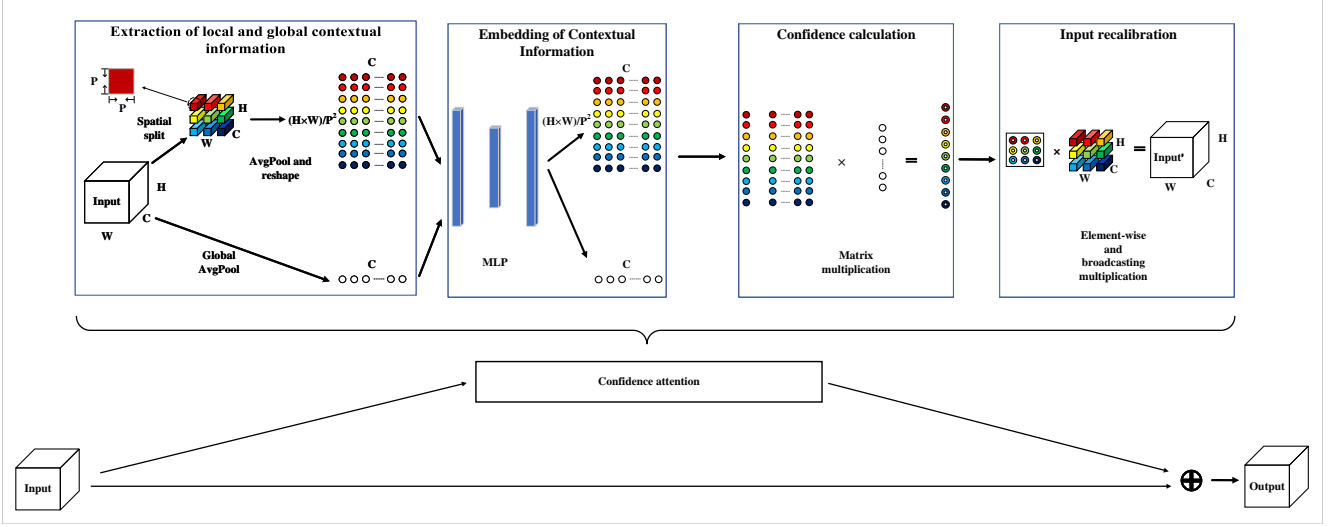 Extraction of local and global contextual
information
C
P
P
H
Spatial
split
W
C
(H×W)/P²
AvgPool and
reshape
Input
H
C
W
Global
AvgPool
C
Embedding of Contextual
Information
C
(H×W)/P²
MLP
C
Confidence calculation
×
=
Matrix
multiplication
Input recalibration
×
H
W
C
=
Input'
H
W
C
Element-wise
and
broadcasting
multiplication
Confidence attention
Input
Output